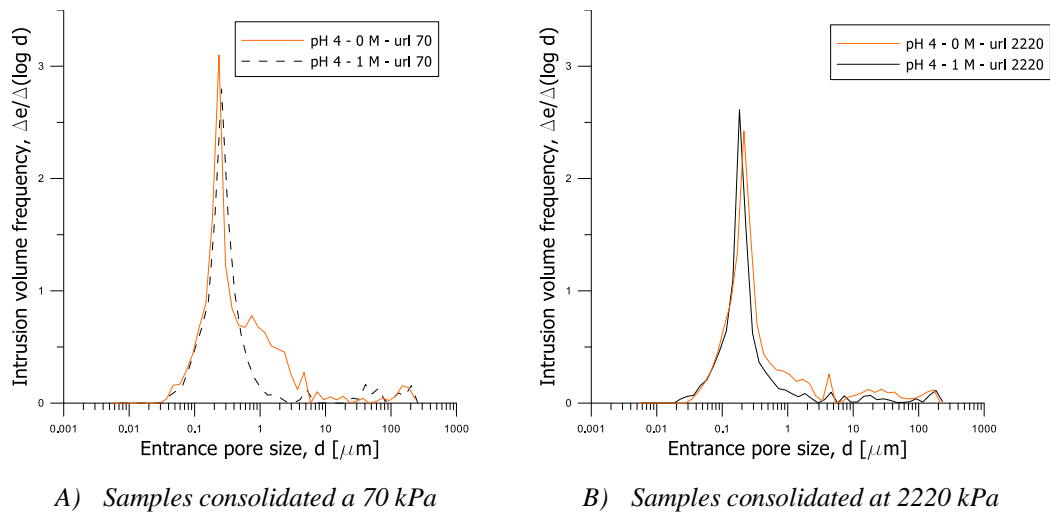 pH 4 - 0 M - url 70
pH 4 - 1 M - url 70
Intrusion volume frequency, Δe/Δ(log d)
3
2
1
0
0.001 0.01 0.1 1 10 100 1000
Entrance pore size, d [μm]
A) Samples consolidated a 70 kPa
pH 4 - 0 M - url 2220
pH 4 - 1 M - url 2220
Intrusion volume frequency, Δe/Δ(log d)
3
2
1
0
0.001 0.01 0.1 1 10 100 1000
Entrance pore size, d [μm]
B) Samples consolidated at 2220 kPa